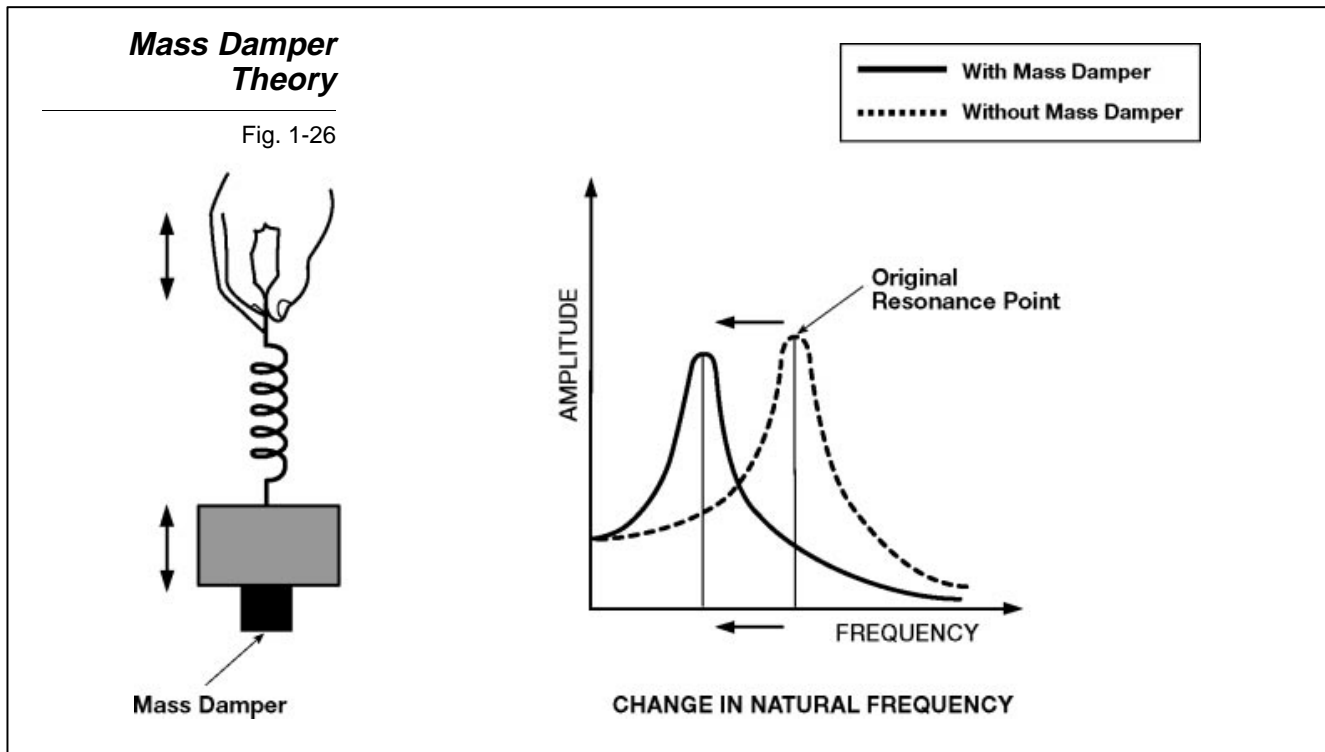 Mass Damper
Theory
Fig. 1-26
With Mass Damper
Without Mass Damper
Original
Resonance Point
AMPLITUDE
FREQUENCY
Mass Damper
CHANGE IN NATURAL FREQUENCY